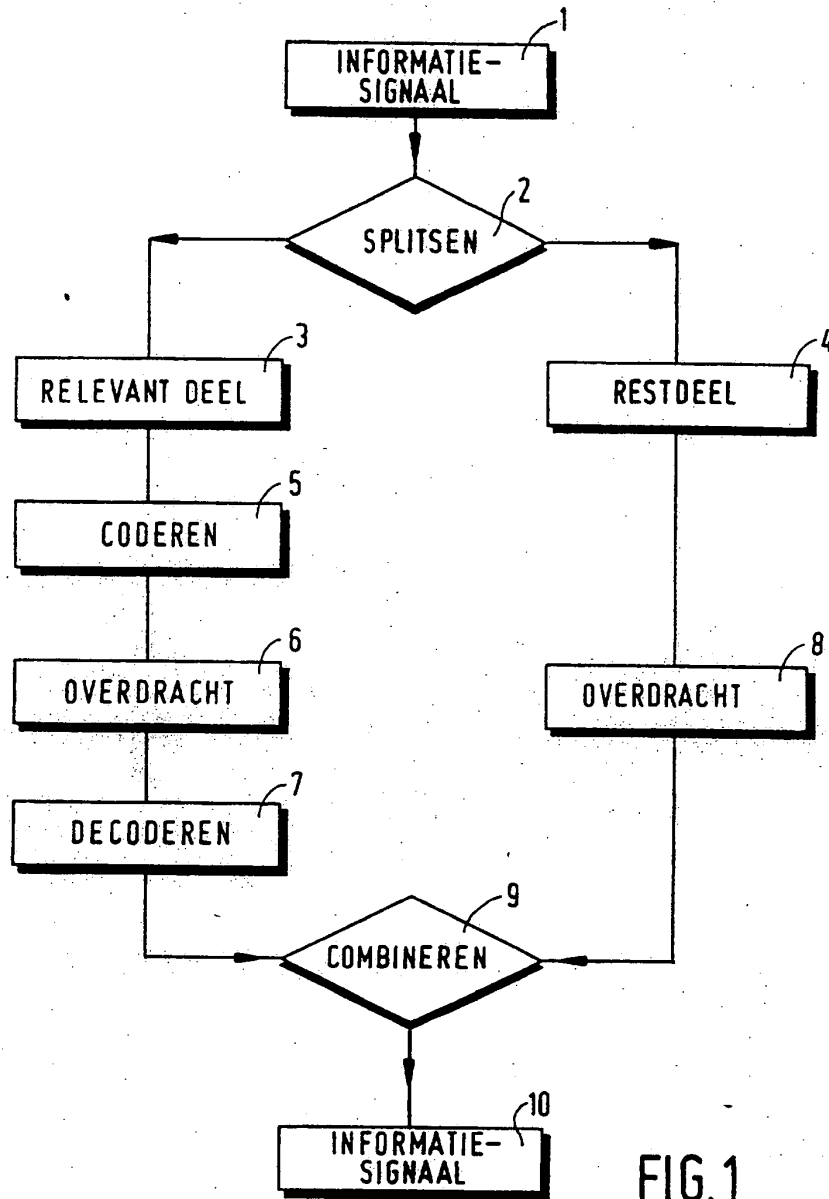 1
INFORMATIE-
SIGNAAL
2
SPLITSEN
3
RELEVANT DEEL
4
RESTDEEL
5
CODEREN
6
OVERDRACHT
8
OVERDRACHT
7
DECODEREN
9
COMBINEREN
10
INFORMATIE-
SIGNAAL
FIG.1